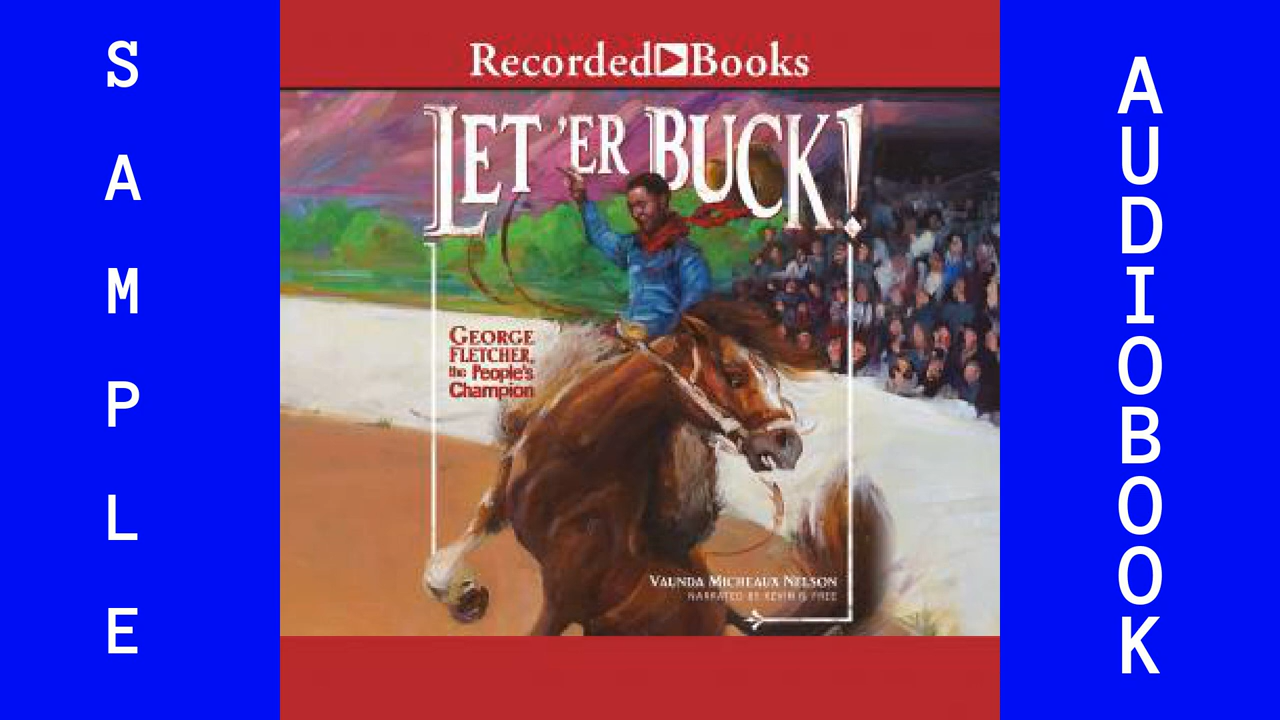 SAMPLE
Recorded Books
LET 'ER BUCK!
GEORGE
FLETCHER,
the People's
Champion
VAUNDA MICHEAUX NELSON
NARRATED BY KEVIN R. FREE
AUDIOBOOK